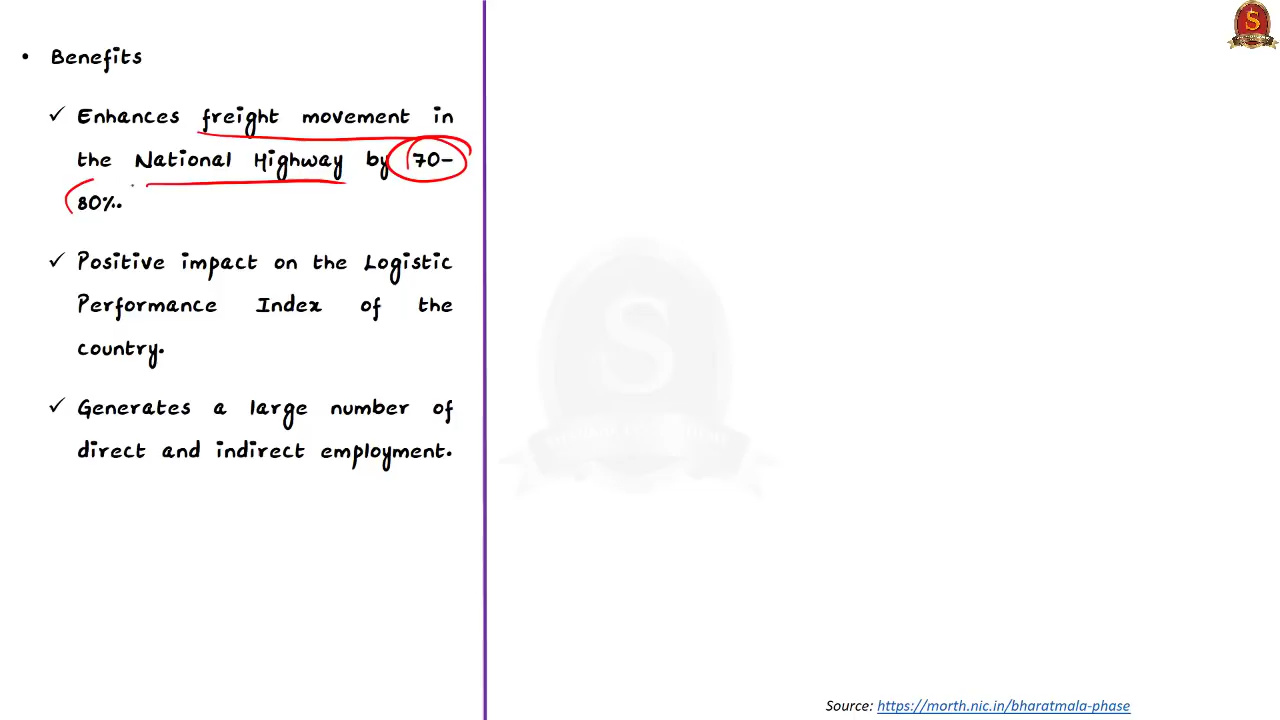 • Benefits
✓ Enhances freight movement in
the National Highway by 70-
80%.
✓ Positive impact on the Logistic
Performance Index of the
country.
✓ Generates a large number of
direct and indirect employment.
S
S
Source: https://morth.nic.in/bharatmala-phase